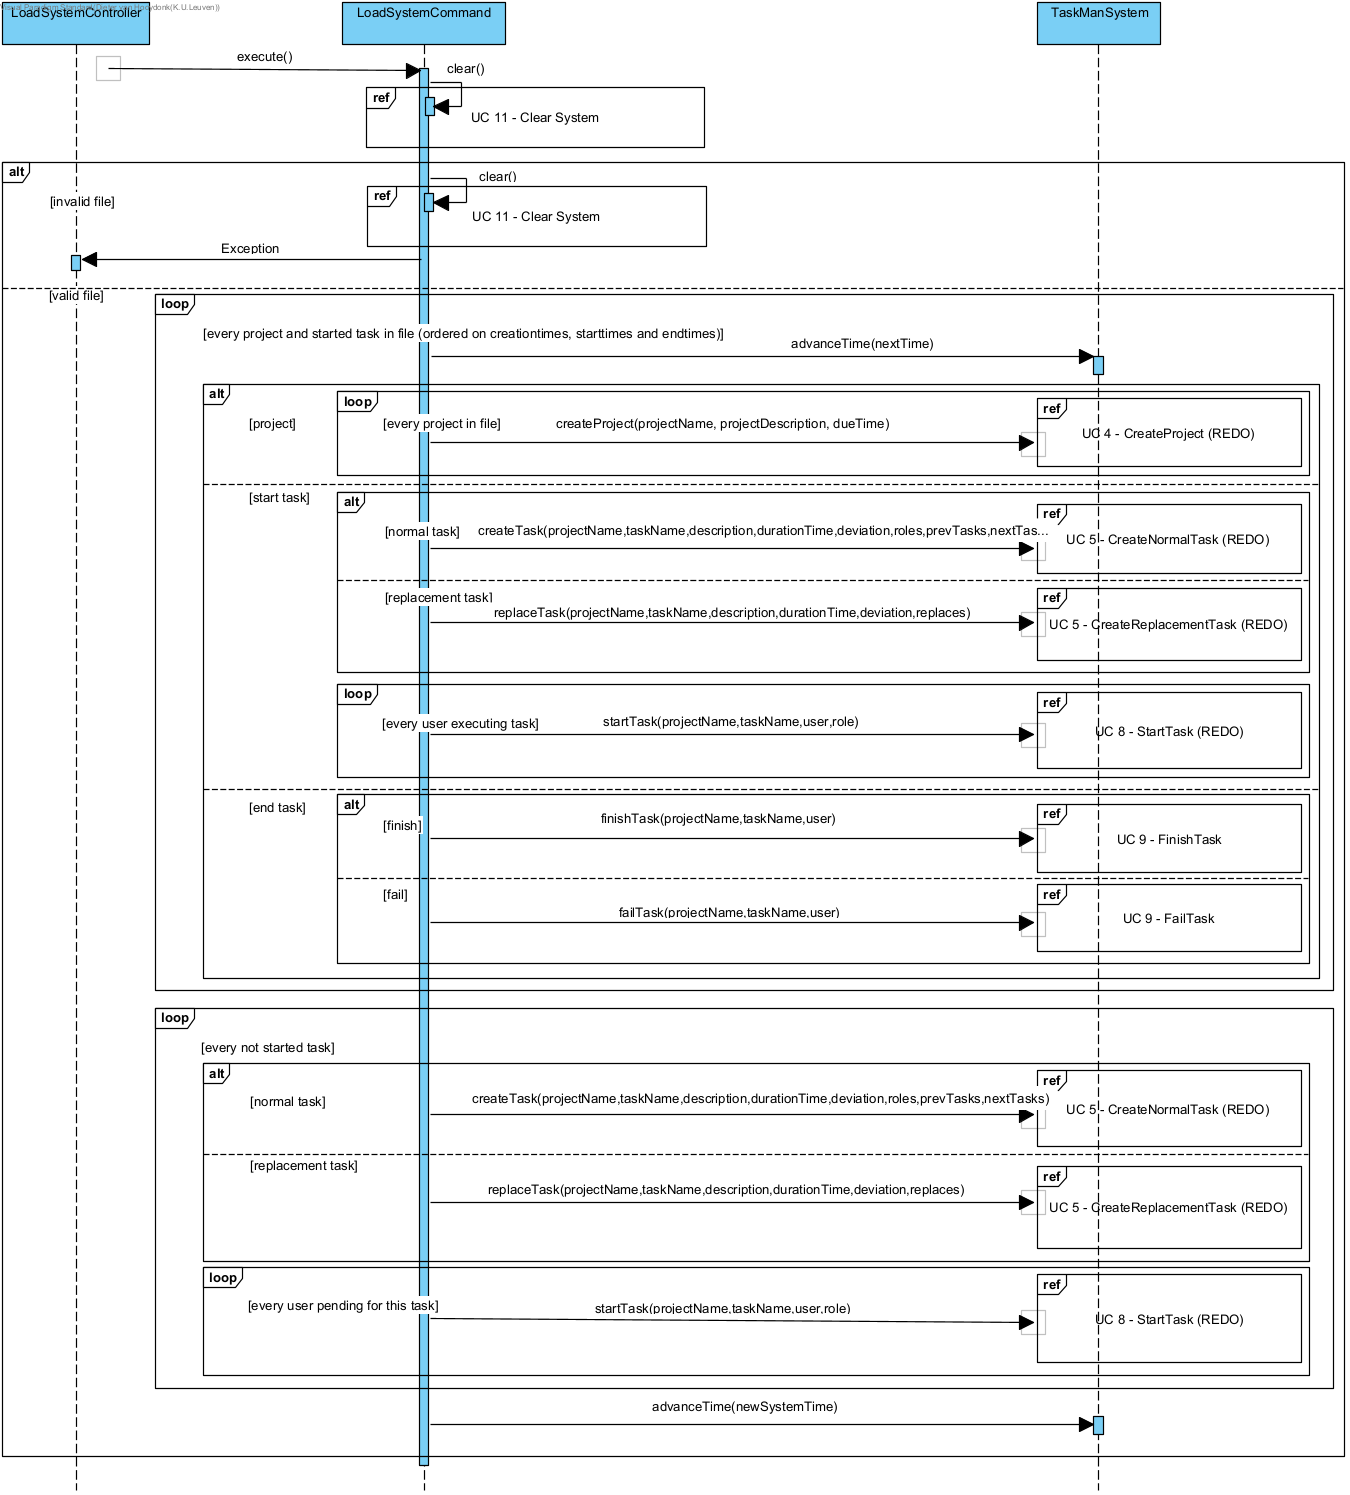 Visual Paradigm Standard(Dieter van Hooydonk(K.U.Leuven))
LoadSystemController
LoadSystemCommand
TaskManSystem
execute()
clear()
ref
UC 11 - Clear System
alt
clear()
[invalid file]
ref
UC 11 - Clear System
Exception
[valid file]
loop
[every project and started task in file (ordered on creationtimes, starttimes and endtimes)]
advanceTime(nextTime)
alt
loop
ref
[project]
[every project in file]
createProject(projectName, projectDescription, dueTime)
UC 4 - CreateProject (REDO)
[start task]
alt
ref
[normal task]
createTask(projectName,taskName,description,durationTime,deviation,roles,prevTasks,nextTas...
UC 5 - CreateNormalTask (REDO)
[replacement task]
ref
replaceTask(projectName,taskName,description,durationTime,deviation,replaces)
UC 5 - CreateReplacementTask (REDO)
loop
ref
[every user executing task]
startTask(projectName,taskName,user,role)
UC 8 - StartTask (REDO)
[end task]
alt
ref
[finish]
finishTask(projectName,taskName,user)
UC 9 - FinishTask
[fail]
ref
failTask(projectName,taskName,user)
UC 9 - FailTask
loop
[every not started task]
alt
ref
[normal task]
createTask(projectName,taskName,description,durationTime,deviation,roles,prevTasks,nextTasks)
UC 5 - CreateNormalTask (REDO)
[replacement task]
ref
replaceTask(projectName,taskName,description,durationTime,deviation,replaces)
UC 5 - CreateReplacementTask (REDO)
loop
ref
[every user pending for this task]
startTask(projectName,taskName,user,role)
UC 8 - StartTask (REDO)
advanceTime(newSystemTime)